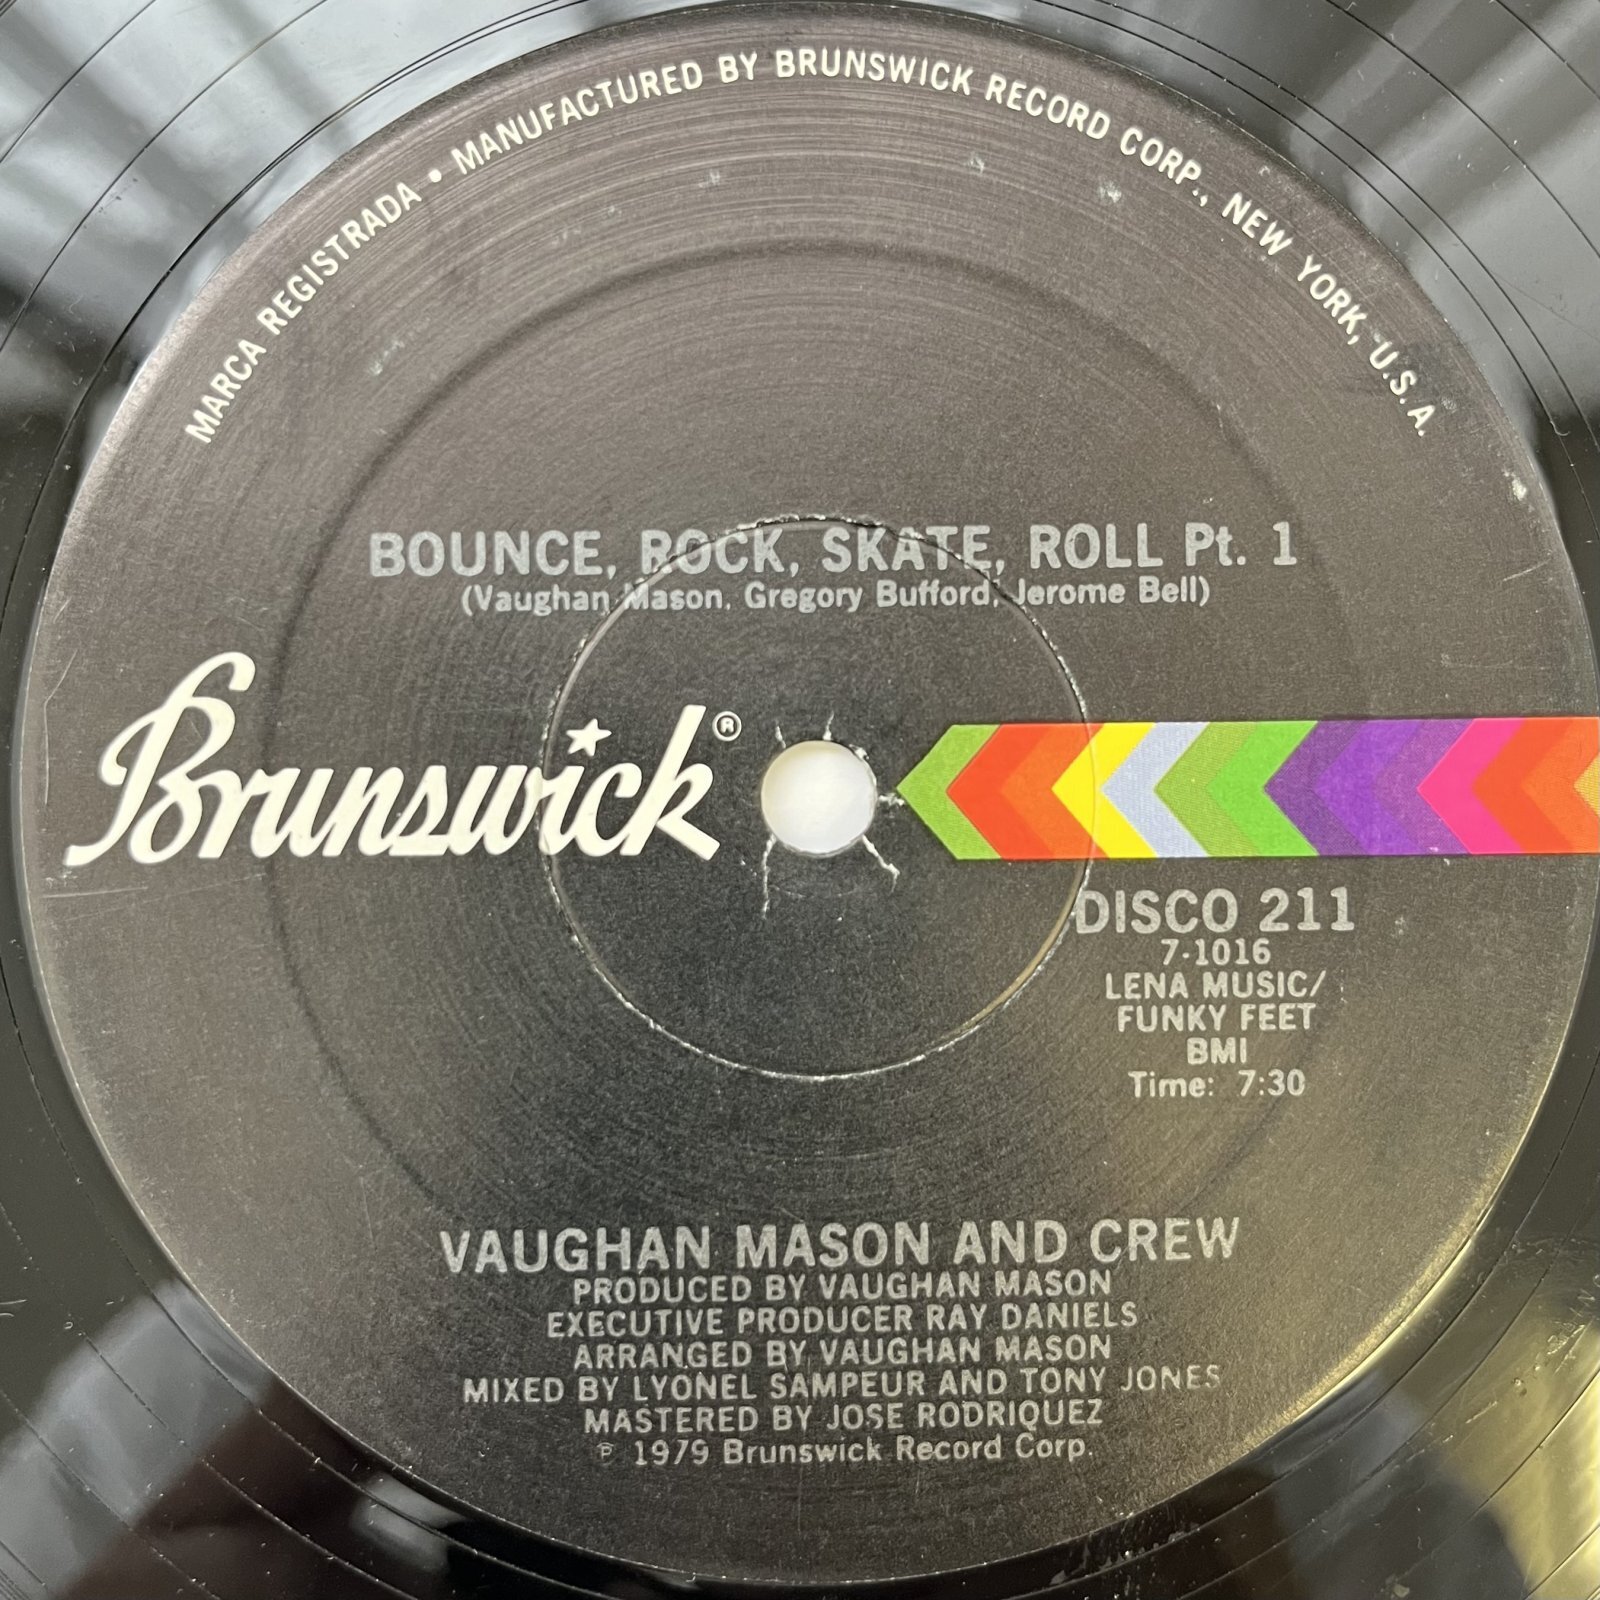 MARCA REGISTRADA • MANUFACTURED BY BRUNSWICK RECORD CORP., NEW YORK, U.S.A.
BOUNCE, ROCK, SKATE, ROLL Pt. 1
(Vaughan Mason, Gregory Bufford, Jerome Bell)
Brunswick®
DISCO 211
7-1016
LENA MUSIC/
FUNKY FEET
BMI
Time: 7:30
VAUGHAN MASON AND CREW
PRODUCED BY VAUGHAN MASON
EXECUTIVE PRODUCER RAY DANIELS
ARRANGED BY VAUGHAN MASON
MIXED BY LYONEL SAMPEUR AND TONY JONES
MASTERED BY JOSE RODRIQUEZ
℗ 1979 Brunswick Record Corp.